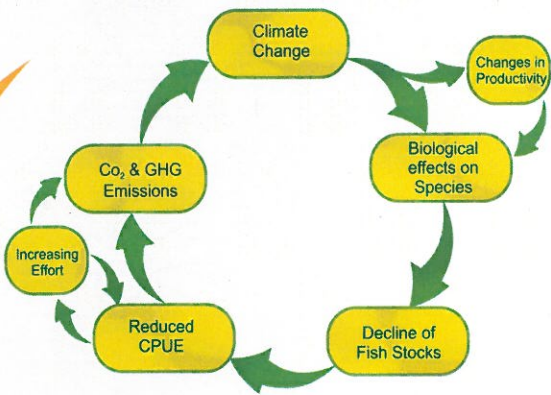 Climate
Change
Changes in
Productivity
Biological
effects on
Species
Decline of
Fish Stocks
Reduced
CPUE
Increasing
Effort
Co₂ & GHG
Emissions